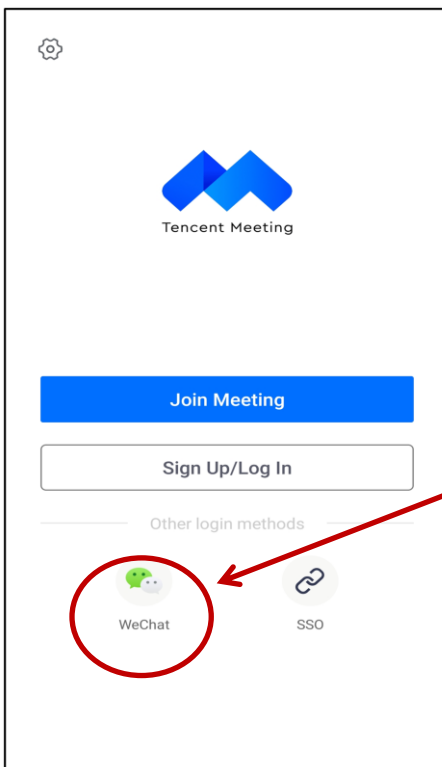 Tencent Meeting
Join Meeting
Sign Up/Log In
Other login methods
WeChat
SSO